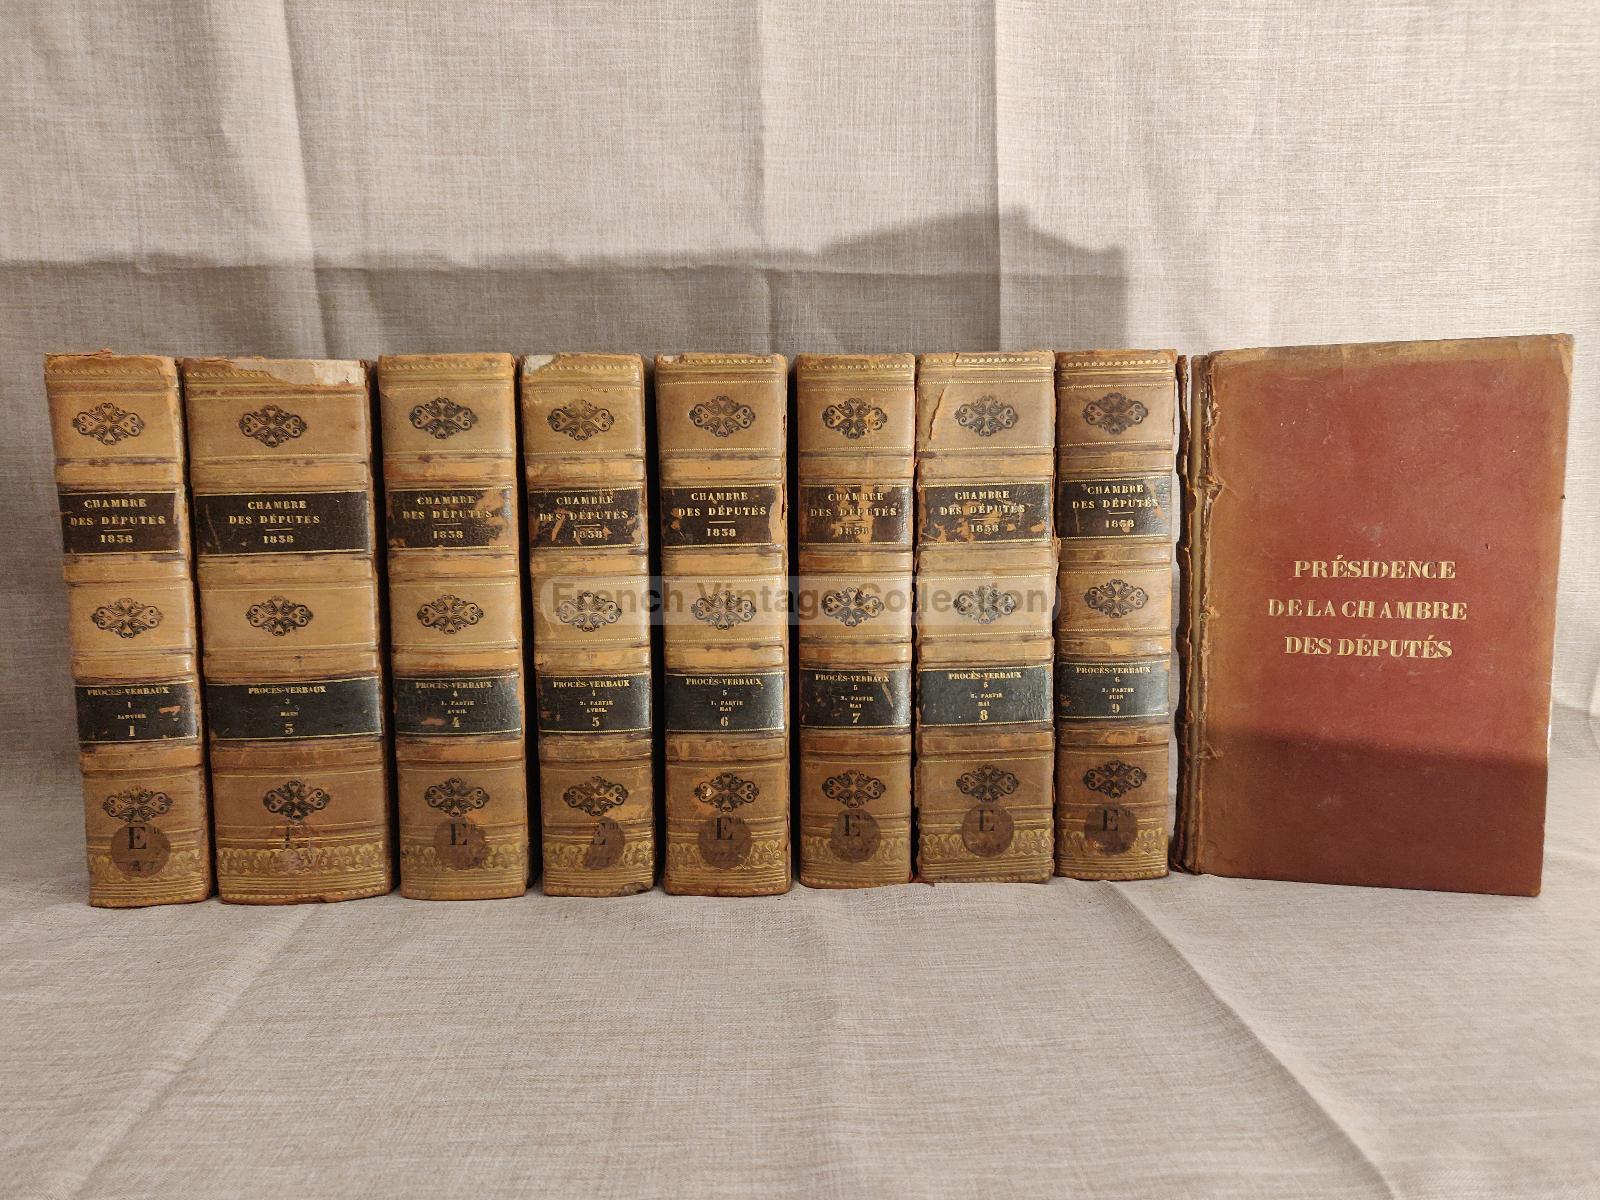 CHAMBRE
DES DÉPUTÉS
1838
PROCÈS-VERBAUX
1
JANVIER
1
E
CHAMBRE
DES DÉPUTÉS
1838
PROCÈS-VERBAUX
3
MARS
3
CHAMBRE
DES DÉPUTÉS
1838
PROCÈS-VERBAUX
4
1. PARTIE
AVRIL
4
E
CHAMBRE
DES DÉPUTÉS
1838
PROCÈS-VERBAUX
4
2. PARTIE
AVRIL
5
E
CHAMBRE
DES DÉPUTÉS
1838
PROCÈS-VERBAUX
5
1. PARTIE
MAI
6
E
CHAMBRE
DES DÉPUTÉS
1838
PROCÈS-VERBAUX
5
2. PARTIE
MAI
7
E
CHAMBRE
DES DÉPUTÉS
1838
PROCÈS-VERBAUX
5
3. PARTIE
MAI
8
E
CHAMBRE
DES DÉPUTÉS
1838
PROCÈS-VERBAUX
6
PARTIE
JUIN
9
E
PRÉSIDENCE
DE LA CHAMBRE
DES DÉPUTÉS
French Vintage Collection